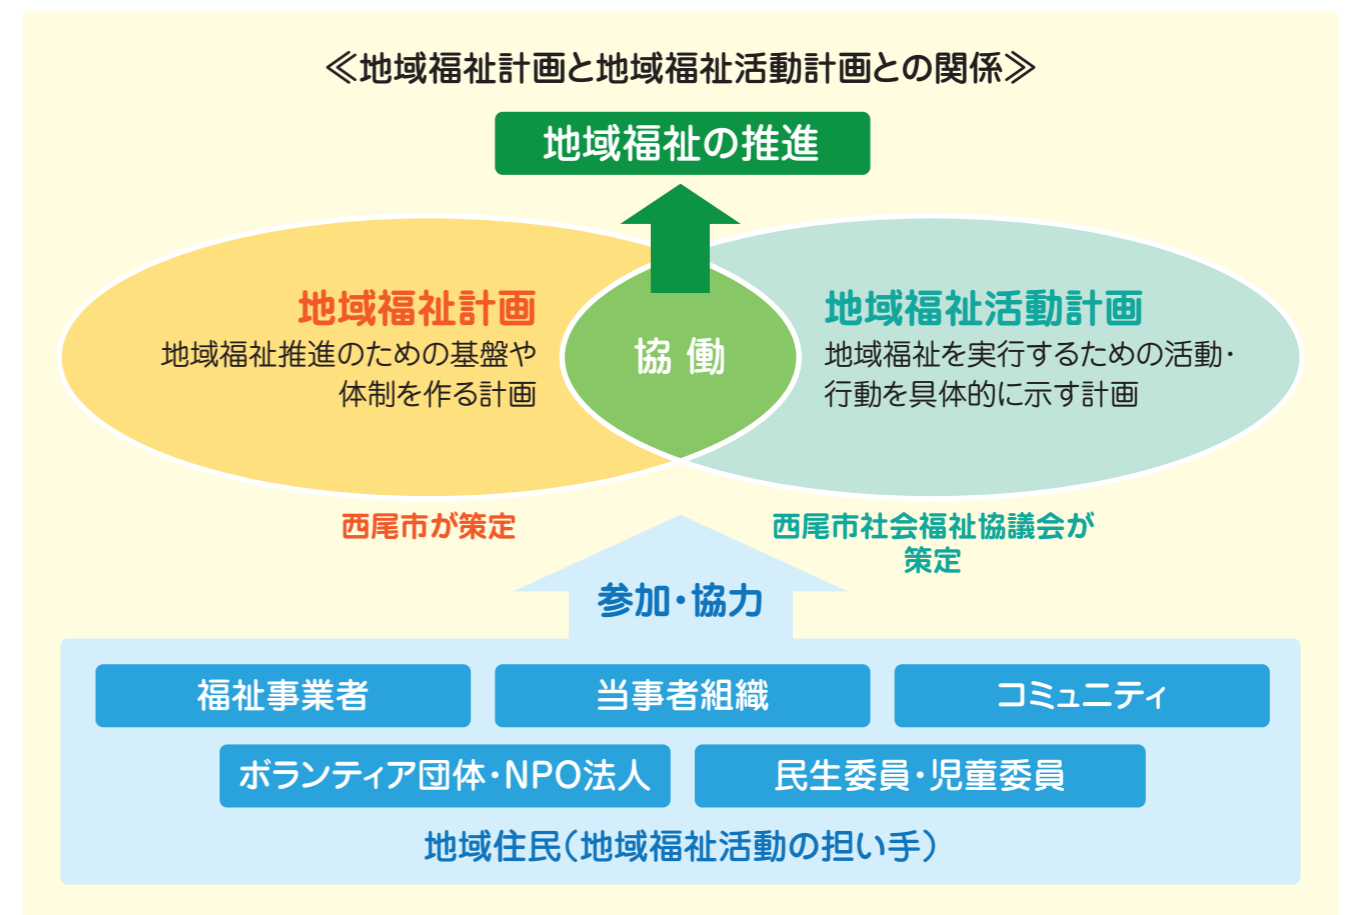 ≪地域福祉計画と地域福祉活動計画との関係≫
地域福祉の推進
地域福祉計画
地域福祉推進のための基盤や
体制を作る計画
協働
地域福祉活動計画
地域福祉を実行するための活動・
行動を具体的に示す計画
西尾市が策定
西尾市社会福祉協議会が
策定
参加・協力
福祉事業者
当事者組織
コミュニティ
ボランティア団体・NPO法人
民生委員・児童委員
地域住民(地域福祉活動の担い手)